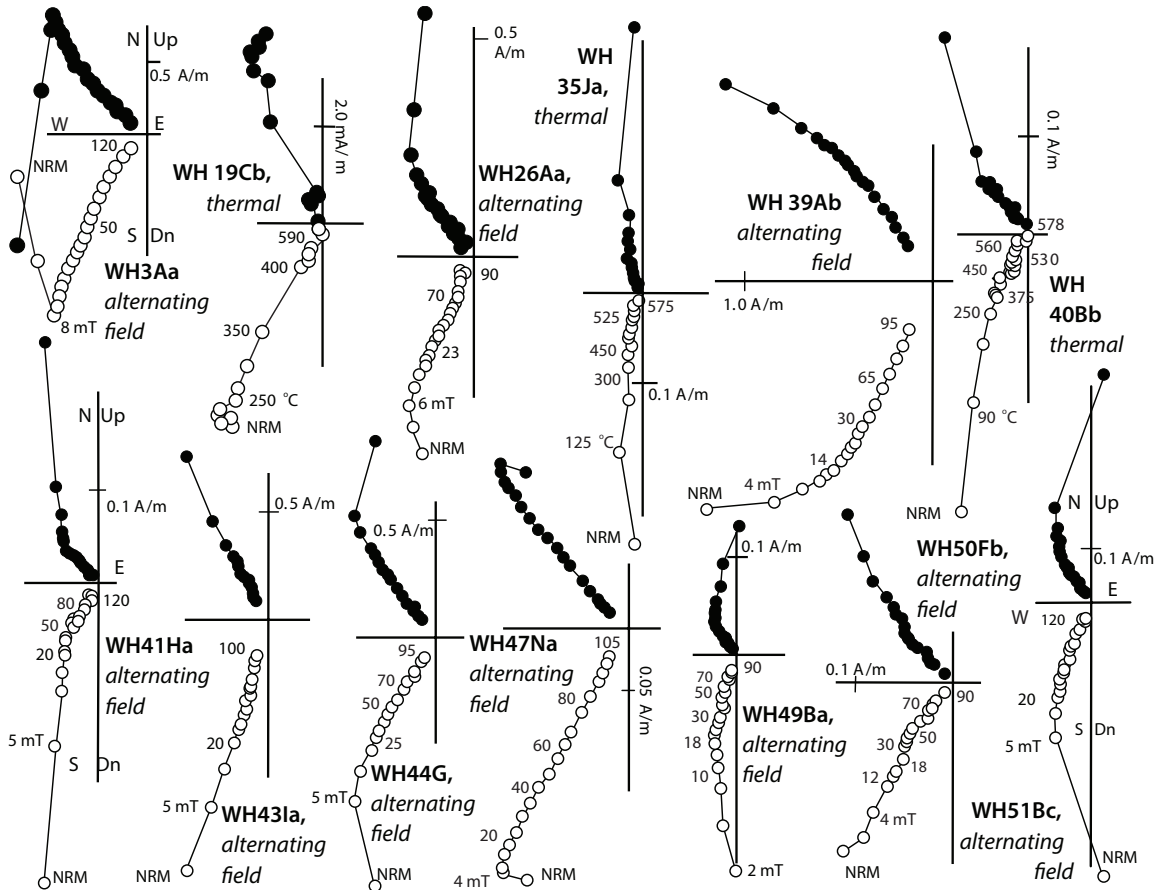 N Up
0.5 A/m
W E
120
NRM
50
S Dn
WH3Aa
alternating
field
8 mT
2.0 mA/m
WH 19Cb,
thermal
590
400
350
250 °C
NRM
0.5
A/m
WH26Aa,
alternating
field
90
70
23
6 mT
NRM
WH
35Ja,
thermal
575
525
450
300
0.1 A/m
125 °C
NRM
WH 39Ab
alternating
field
1.0 A/m
95
65
30
14
4 mT
NRM
0.1 A/m
578
560
530
450
375
250
WH
40Bb
thermal
90 °C
NRM
N Up
0.1 A/m
E
80 120
50
20
WH41Ha
alternating
field
5 mT
S Dn
NRM
0.5 A/m
100
20
5 mT
WH43Ia,
alternating
field
NRM
0.5 A/m
95
70
50
25
WH44G,
alternating
field
5 mT
NRM
WH47Na
alternating
field
105
80
0.05 A/m
60
40
20
4 mT
NRM
0.1 A/m
90
70
50
30
18
10
WH49Ba,
alternating
field
2 mT
WH50Fb,
alternating
field
0.1 A/m
90
70
50
30
18
12
4 mT
NRM
N Up
0.1 A/m
E
W
120
20
S Dn
5 mT
WH51Bc,
alternating
field
NRM